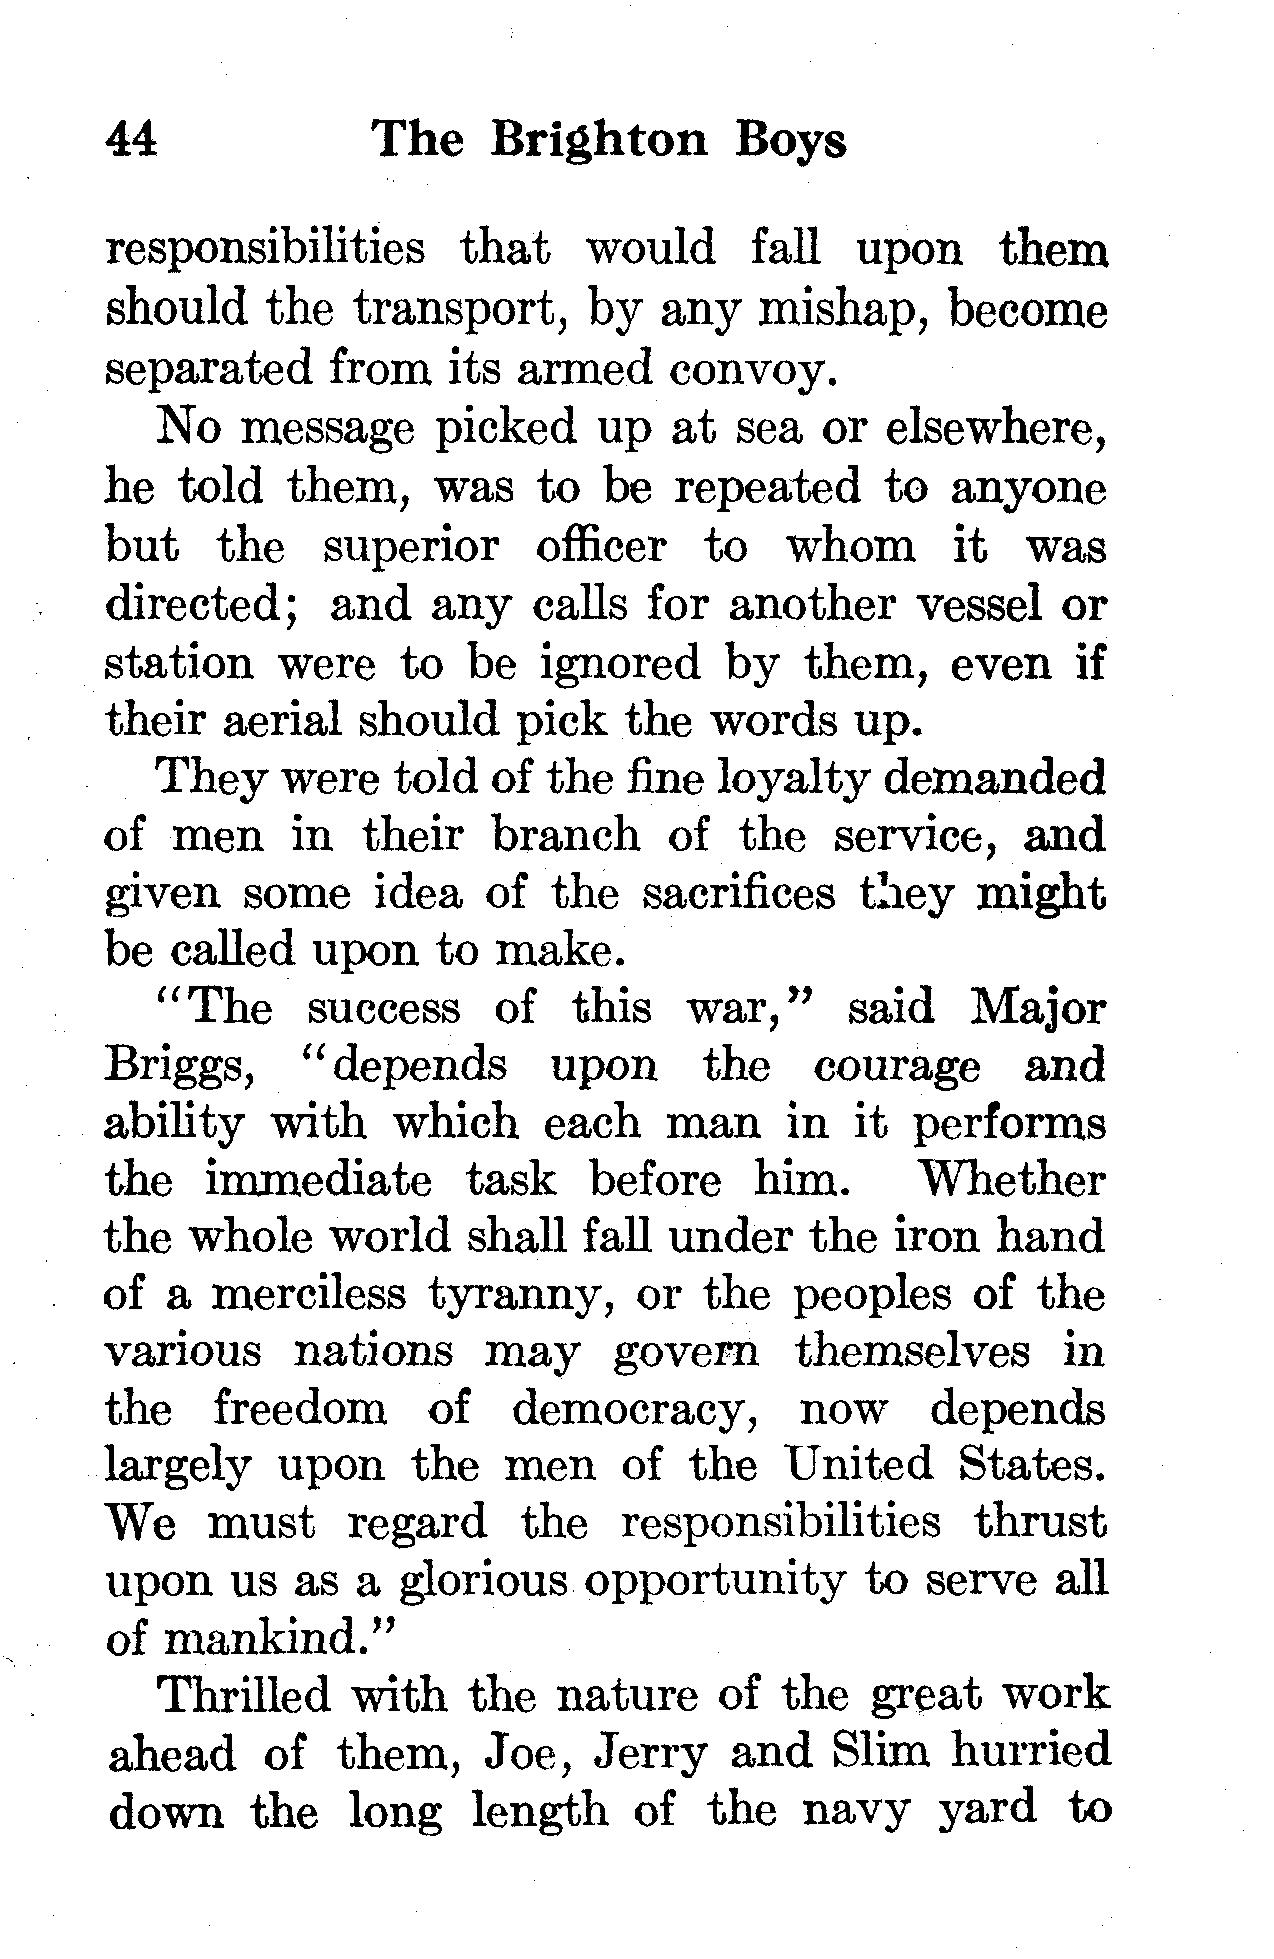 44 The Brighton Boys
responsibilities that would fall upon them
should the transport, by any mishap, become
separated from its armed convoy.
No message picked up at sea or elsewhere,
he told them, was to be repeated to anyone
but the superior officer to whom it was
directed; and any calls for another vessel or
station were to be ignored by them, even if
their aerial should pick the words up.
They were told of the fine loyalty demanded
of men in their branch of the service, and
given some idea of the sacrifices they might
be called upon to make.
"The success of this war," said Major
Briggs, "depends upon the courage and
ability with which each man in it performs
the immediate task before him. Whether
the whole world shall fall under the iron hand
of a merciless tyranny, or the peoples of the
various nations may govern themselves in
the freedom of democracy, now depends
largely upon the men of the United States.
We must regard the responsibilities thrust
upon us as a glorious opportunity to serve all
of mankind."
Thrilled with the nature of the great work
ahead of them, Joe, Jerry and Slim hurried
down the long length of the navy yard to